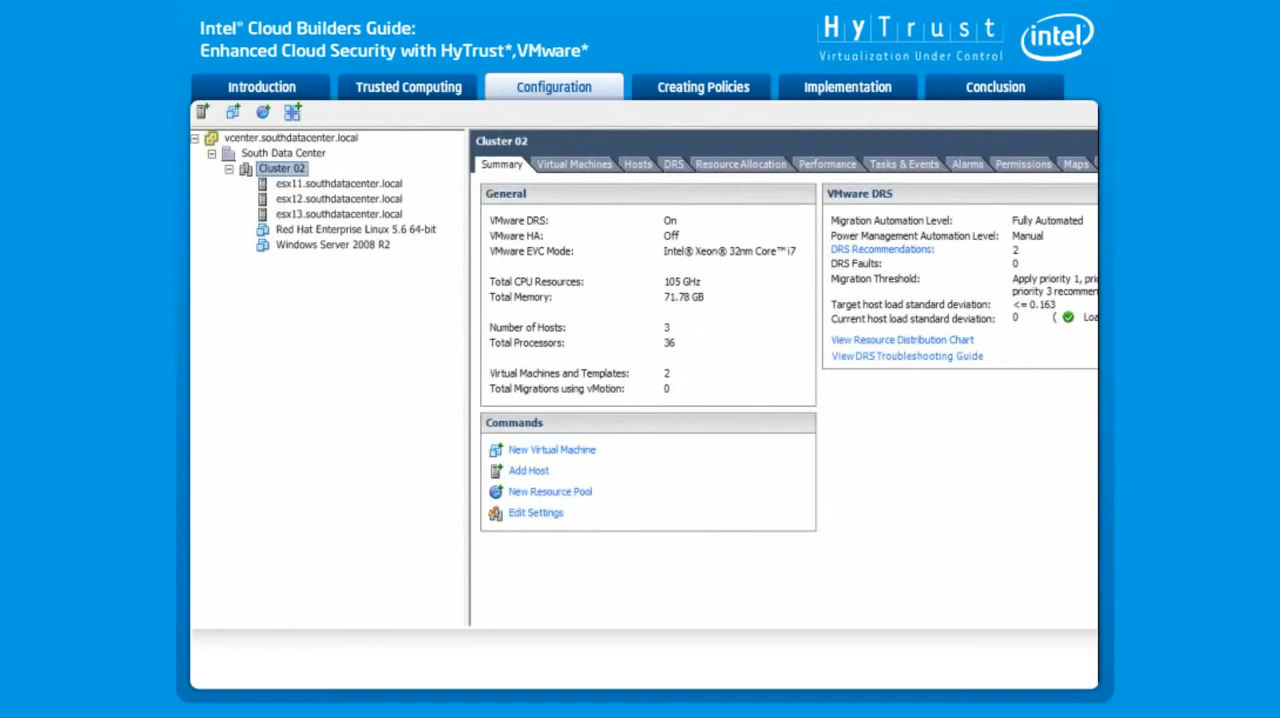 Intel® Cloud Builders Guide:
Enhanced Cloud Security with HyTrust*,VMware*
HyTrust
Virtualization Under Control
intel
Introduction
Trusted Computing
Configuration
Creating Policies
Implementation
Conclusion
vcenter.southdatacenter.local
South Data Center
Cluster 02
esx11.southdatacenter.local
esx12.southdatacenter.local
esx13.southdatacenter.local
Red Hat Enterprise Linux 5.6 64-bit
Windows Server 2008 R2
Cluster 02
Summary Virtual Machines Hosts DRS Resource Allocation Performance Tasks & Events Alarms Permissions Maps
General
VMware DRS: On
VMware HA: Off
VMware EVC Mode: Intel® Xeon® 32nm Core™ i7
Total CPU Resources: 105 GHz
Total Memory: 71.78 GB
Number of Hosts: 3
Total Processors: 36
Virtual Machines and Templates: 2
Total Migrations using vMotion: 0
Commands
New Virtual Machine
Add Host
New Resource Pool
Edit Settings
VMware DRS
Migration Automation Level: Fully Automated
Power Management Automation Level: Manual
DRS Recommendations: 2
DRS Faults: 0
Migration Threshold: Apply priority 1, pri
priority 3 recommen
Target host load standard deviation: <= 0.163
Current host load standard deviation: 0 ( Loa
View Resource Distribution Chart
View DRS Troubleshooting Guide